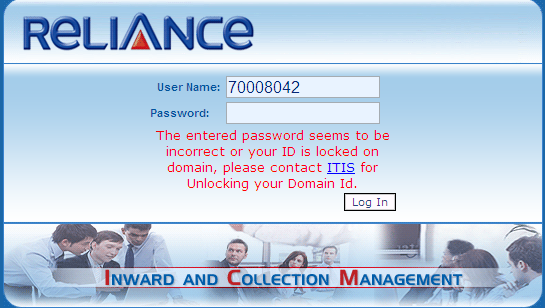 RELIANCE
User Name: 70008042
Password:
The entered password seems to be
incorrect or your ID is locked on
domain, please contact ITIS for
Unlocking your Domain Id.
Log In
INWARD AND COLLECTION MANAGEMENT